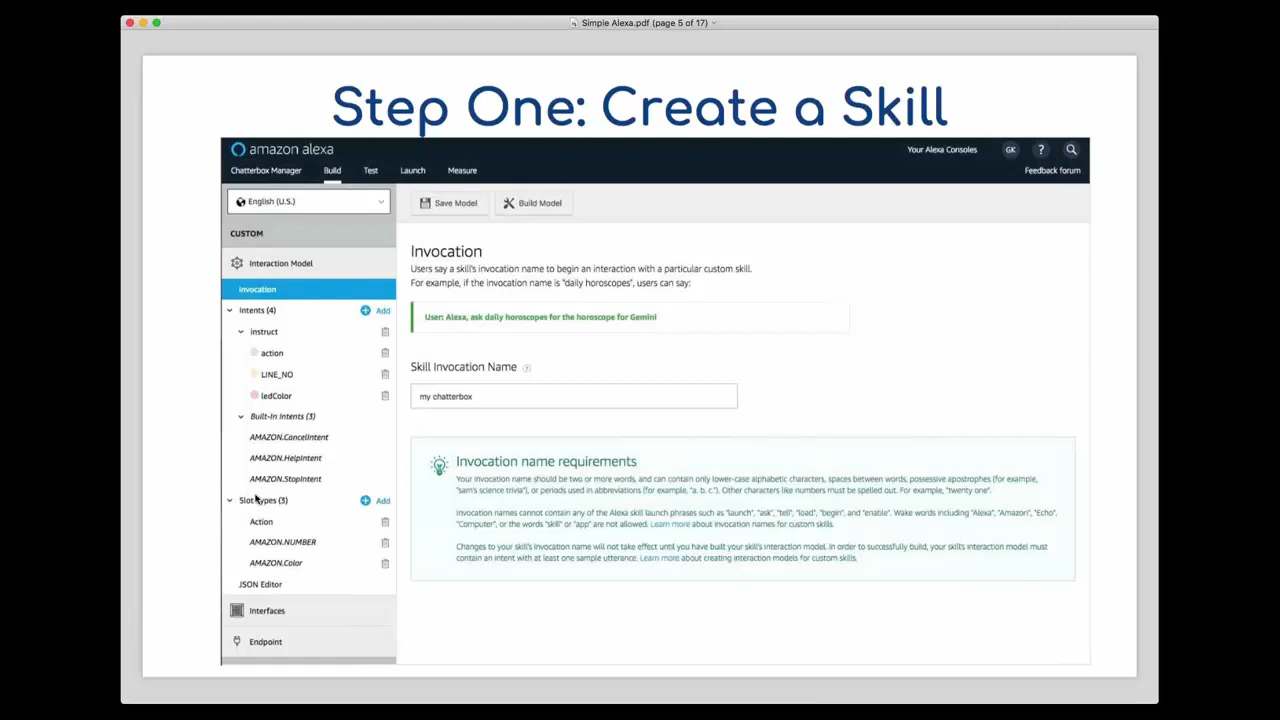 Simple Alexa.pdf (page 5 of 17)
Step One: Create a Skill
amazon alexa
Your Alexa Consoles
GK
?
Chatterbox Manager
Build
Test
Launch
Measure
Feedback forum
English (U.S.)
Save Model
Build Model
CUSTOM
Interaction Model
Invocation
Intents (4)
Add
instruct
action
LINE_NO
ledColor
Built-In Intents (3)
AMAZON.CancelIntent
AMAZON.HelpIntent
AMAZON.StopIntent
Slot Types (3)
Add
Action
AMAZON.NUMBER
AMAZON.Color
JSON Editor
Interfaces
Endpoint
Invocation
Users say a skill's invocation name to begin an interaction with a particular custom skill.
For example, if the invocation name is "daily horoscopes", users can say:
User: Alexa, ask daily horoscopes for the horoscope for Gemini
Skill Invocation Name ?
my chatterbox
Invocation name requirements
Your invocation name should be two or more words, and can contain only lower-case alphabetic characters, spaces between words, possessive apostrophes (for example,
"sam's science trivia"), or periods used in abbreviations (for example, "a. b. c."). Other characters like numbers must be spelled out. For example, "twenty one".
Invocation names cannot contain any of the Alexa skill launch phrases such as "launch", "ask", "tell", "load", "begin", and "enable". Wake words including "Alexa", "Amazon", "Echo",
"Computer", or the words "skill" or "app" are not allowed. Learn more about invocation names for custom skills.
Changes to your skill's invocation name will not take effect until you have built your skill's interaction model. In order to successfully build, your skill's interaction model must
contain an intent with at least one sample utterance. Learn more about creating interaction models for custom skills.